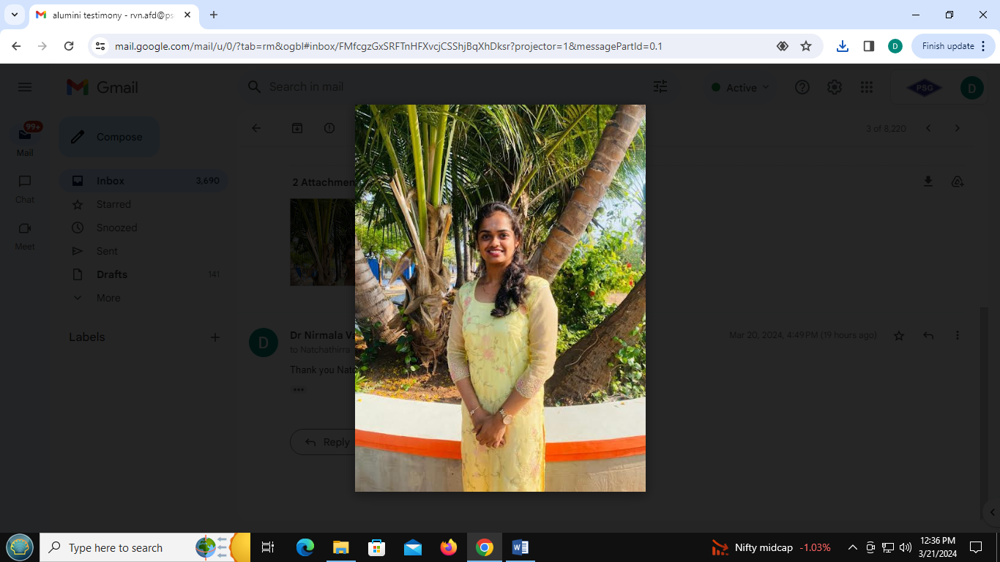 alumini testimony - rvn.afd@ps
mail.google.com/mail/u/0/?tab=rm&ogbl#inbox/FMfcgzGxSRFTnHFXvcjCSShjBqXhDksr?projector=1&messagePartId=0.1
D
Finish update
Gmail
Search in mail
Active
PSG
D
99+
Mail
Compose
3 of 8,220
Inbox 3,690
2 Attachmen
Chat
Starred
Snoozed
Meet
Sent
Drafts 141
More
Labels
D
Dr Nirmala V
Mar 20, 2024, 4:49 PM (19 hours ago)
to Natchathirra
Thank you Natc
Reply
Type here to search
Nifty midcap -1.03%
12:36 PM
3/21/2024